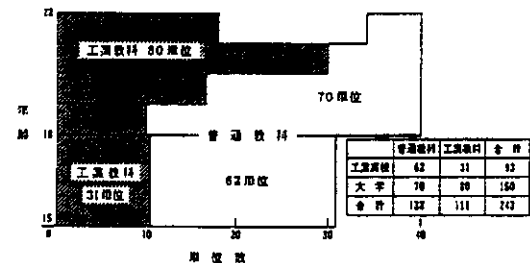 22
工業教科 80単位
70単位
年齢
18
普通教科
工業教科
31単位
62単位
普通教科 工業教科 合計
工業高校 62 31 93
大学 70 80 150
合計 132 111 243
15
0 10 20 30 40
単位数